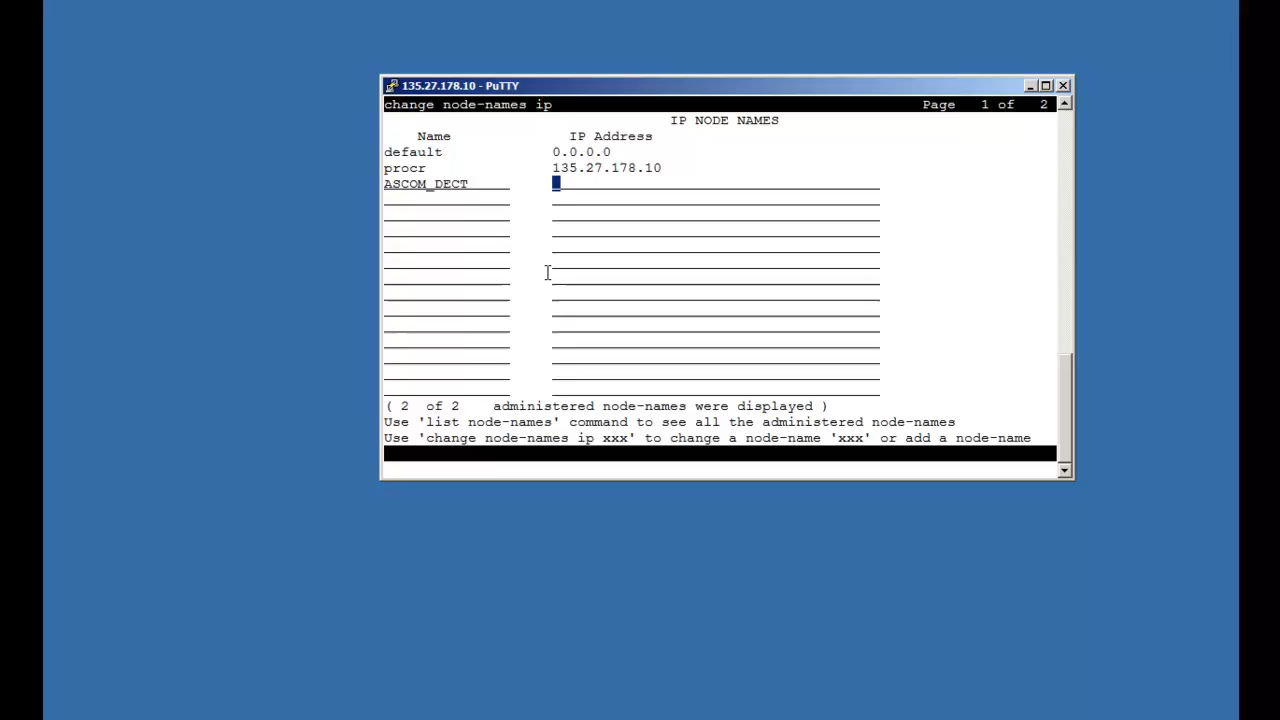 135.27.178.10 - PuTTY
change node-names ip Page 1 of 2
IP NODE NAMES
Name IP Address
default 0.0.0.0
procr 135.27.178.10
ASCOM_DECT
( 2 of 2 administered node-names were displayed )
Use 'list node-names' command to see all the administered node-names
Use 'change node-names ip xxx' to change a node-name 'xxx' or add a node-name